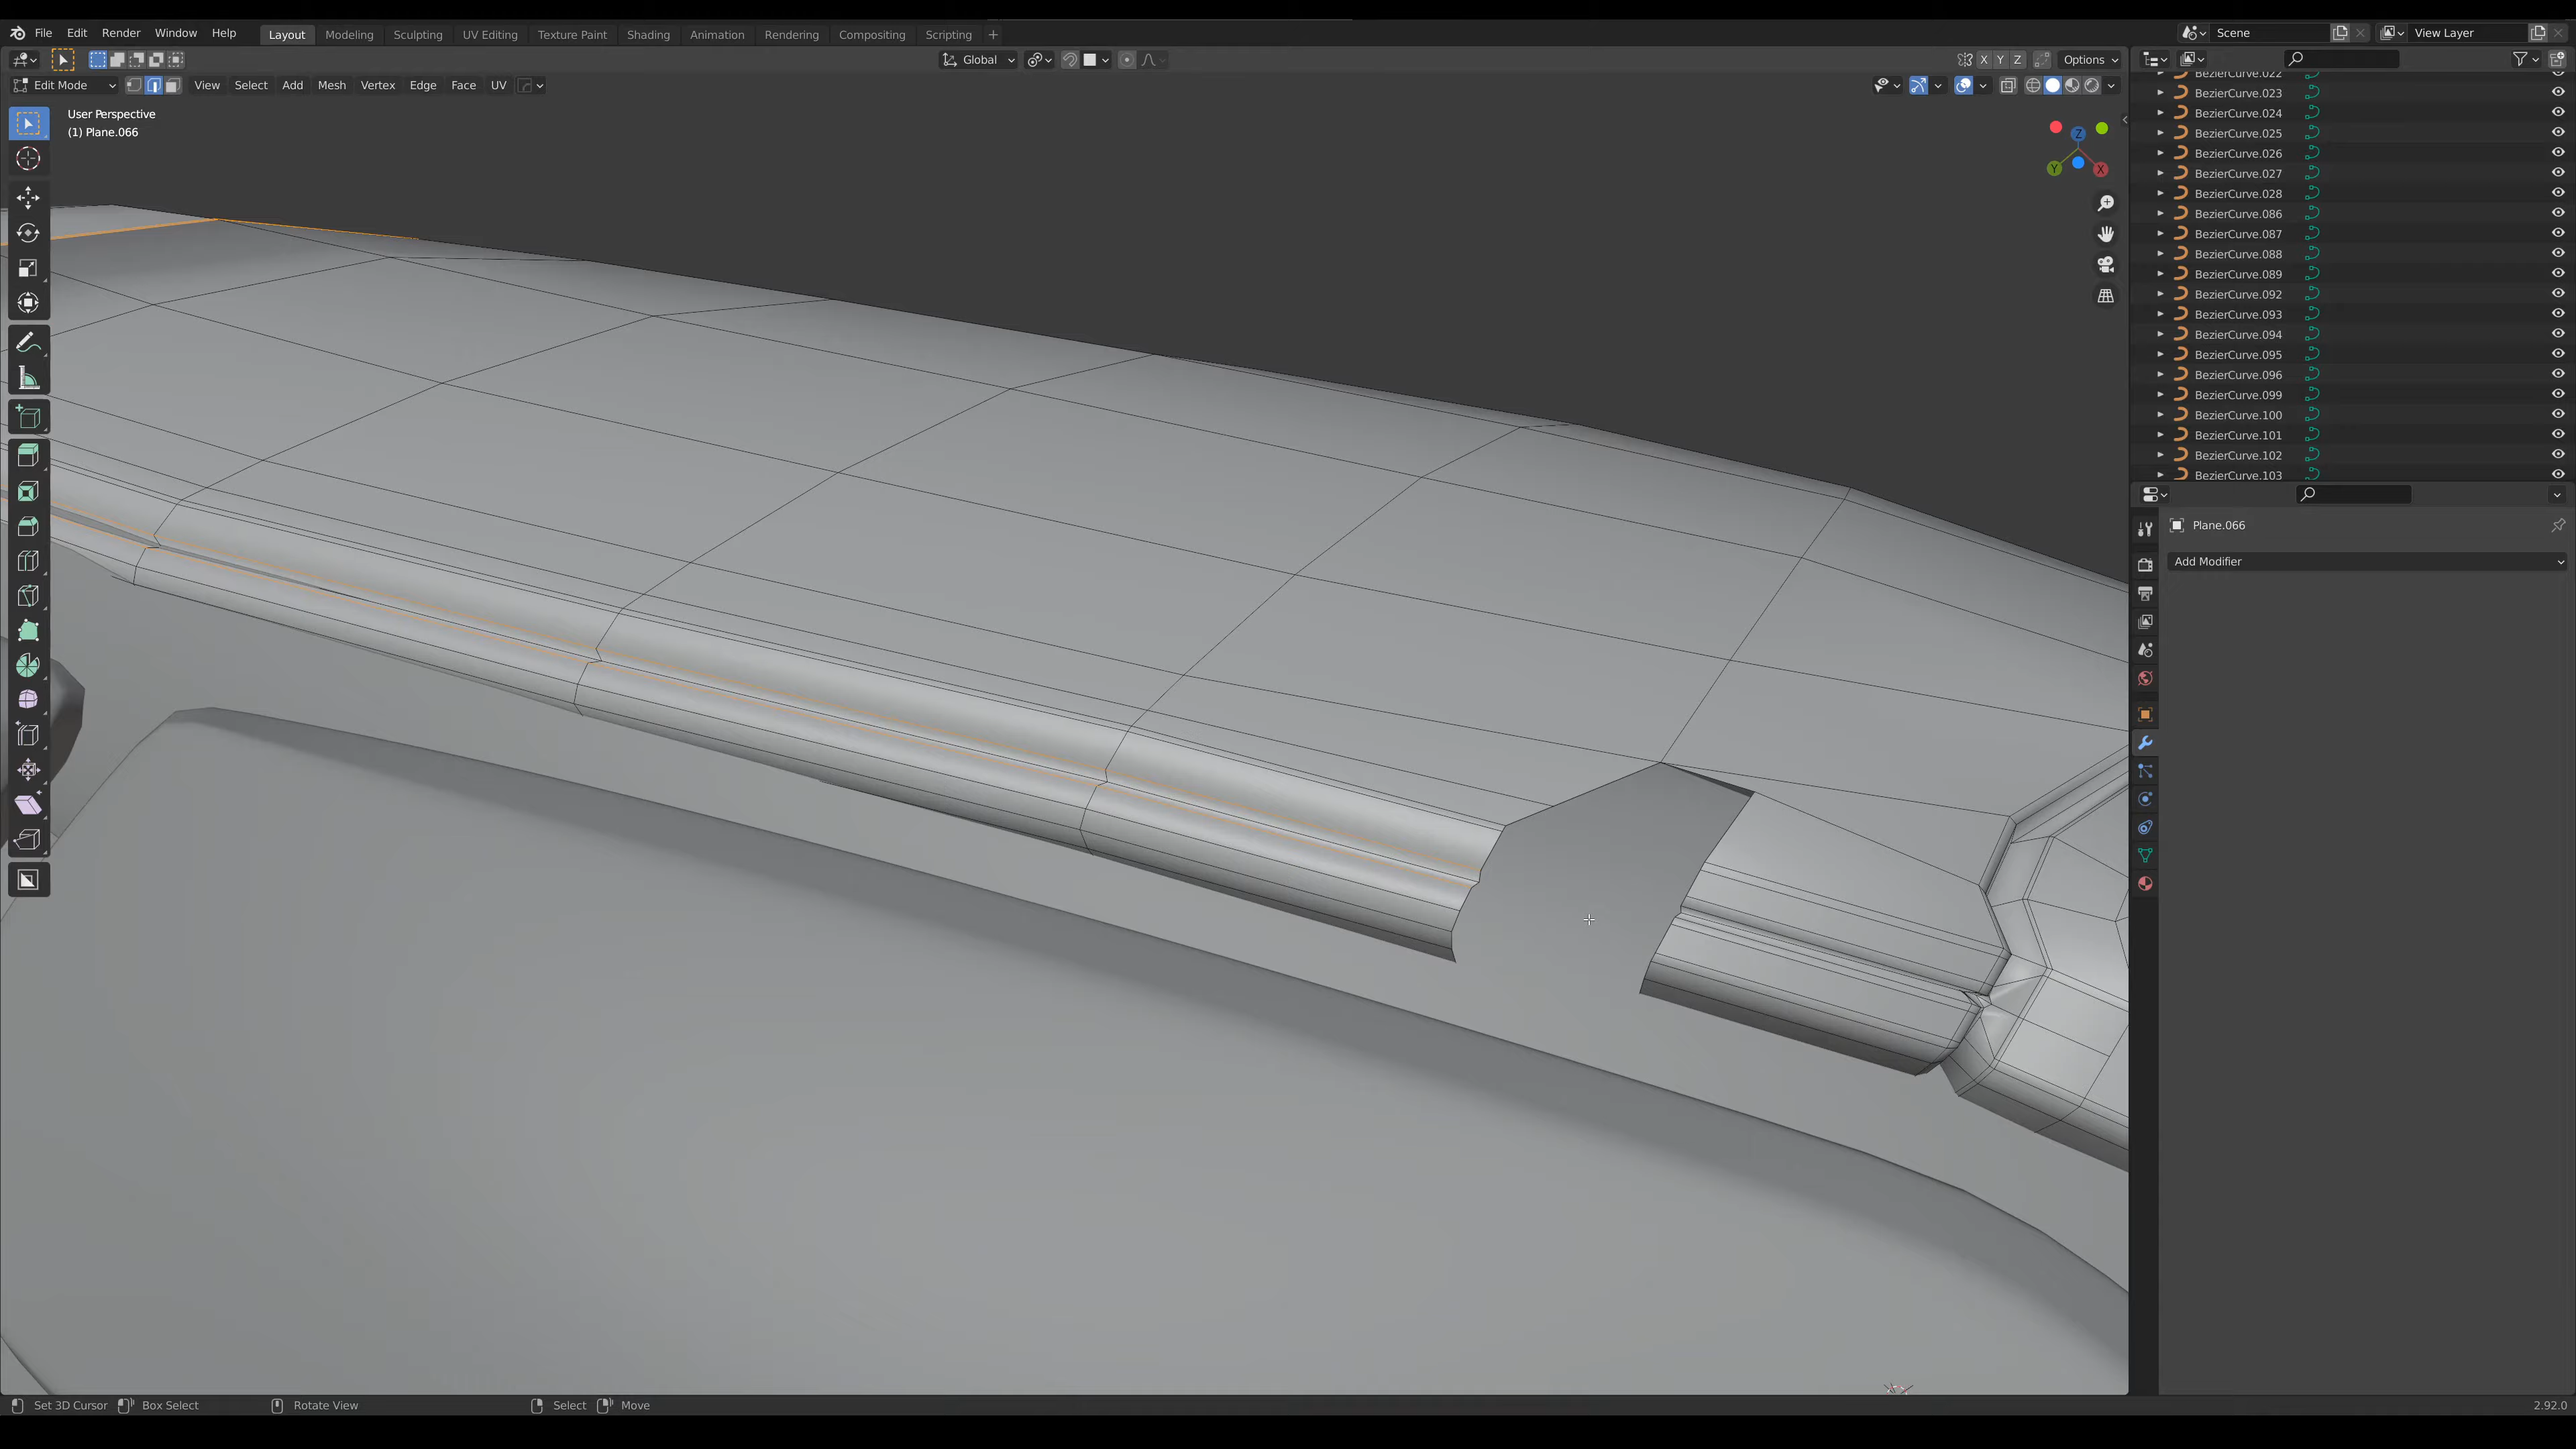 File Edit Render Window Help Layout Modeling Sculpting UV Editing Texture Paint Shading Animation Rendering Compositing Scripting + Scene View Layer
Global X Y Z Options
Edit Mode View Select Add Mesh Vertex Edge Face UV
User Perspective
(1) Plane.066
Z
Y
X
BezierCurve.022
BezierCurve.023
BezierCurve.024
BezierCurve.025
BezierCurve.026
BezierCurve.027
BezierCurve.028
BezierCurve.086
BezierCurve.087
BezierCurve.088
BezierCurve.089
BezierCurve.092
BezierCurve.093
BezierCurve.094
BezierCurve.095
BezierCurve.096
BezierCurve.099
BezierCurve.100
BezierCurve.101
BezierCurve.102
BezierCurve.103
Plane.066
Add Modifier
Set 3D Cursor Box Select Rotate View Select Move 2.92.0